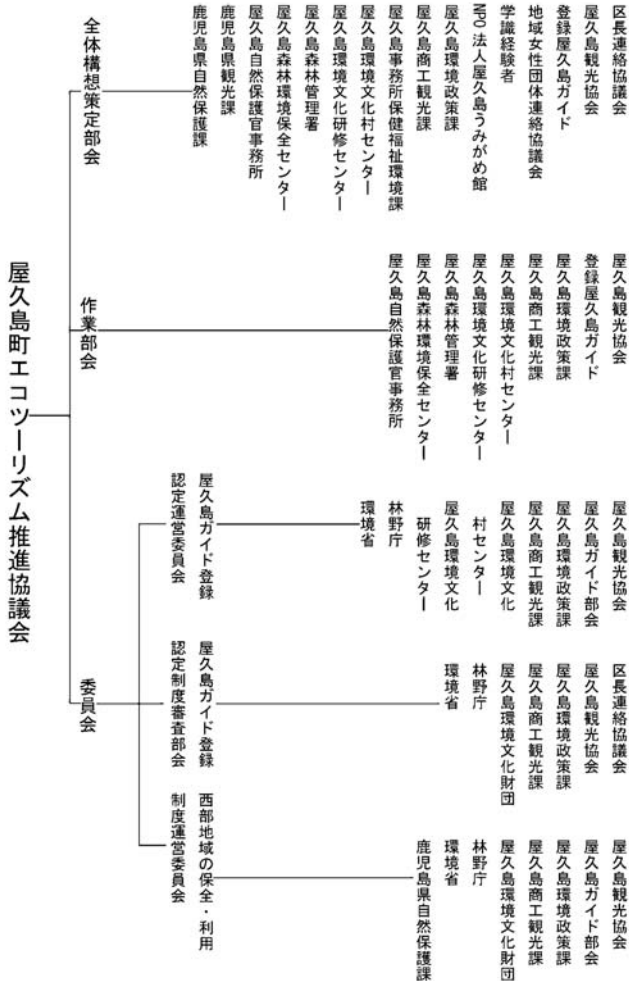 屋久島町エコツーリズム推進協議会
全体構想策定部会
区長連絡協議会
屋久島観光協会
登録屋久島ガイド
地域女性団体連絡協議会
学識経験者
NPO法人屋久島うみがめ館
屋久島環境政策課
屋久島商工観光課
屋久島事務所保健福祉環境課
屋久島環境文化村センター
屋久島環境文化研修センター
屋久島森林管理署
屋久島森林環境保全センター
屋久島自然保護官事務所
鹿児島県観光課
鹿児島県自然保護課
作業部会
屋久島観光協会
登録屋久島ガイド
屋久島環境政策課
屋久島商工観光課
屋久島環境文化村センター
屋久島環境文化研修センター
屋久島森林管理署
屋久島森林環境保全センター
屋久島自然保護官事務所
委員会
屋久島ガイド登録
認定運営委員会
屋久島観光協会
屋久島ガイド部会
屋久島環境政策課
屋久島商工観光課
屋久島環境文化
村センター
屋久島環境文化
研修センター
林野庁
環境省
屋久島ガイド登録
認定制度審査部会
区長連絡協議会
屋久島観光協会
屋久島環境政策課
屋久島商工観光課
屋久島環境文化財団
林野庁
環境省
西部地域の保全・利用
制度運営委員会
屋久島観光協会
屋久島ガイド部会
屋久島環境政策課
屋久島商工観光課
屋久島環境文化財団
林野庁
環境省
鹿児島県自然保護課